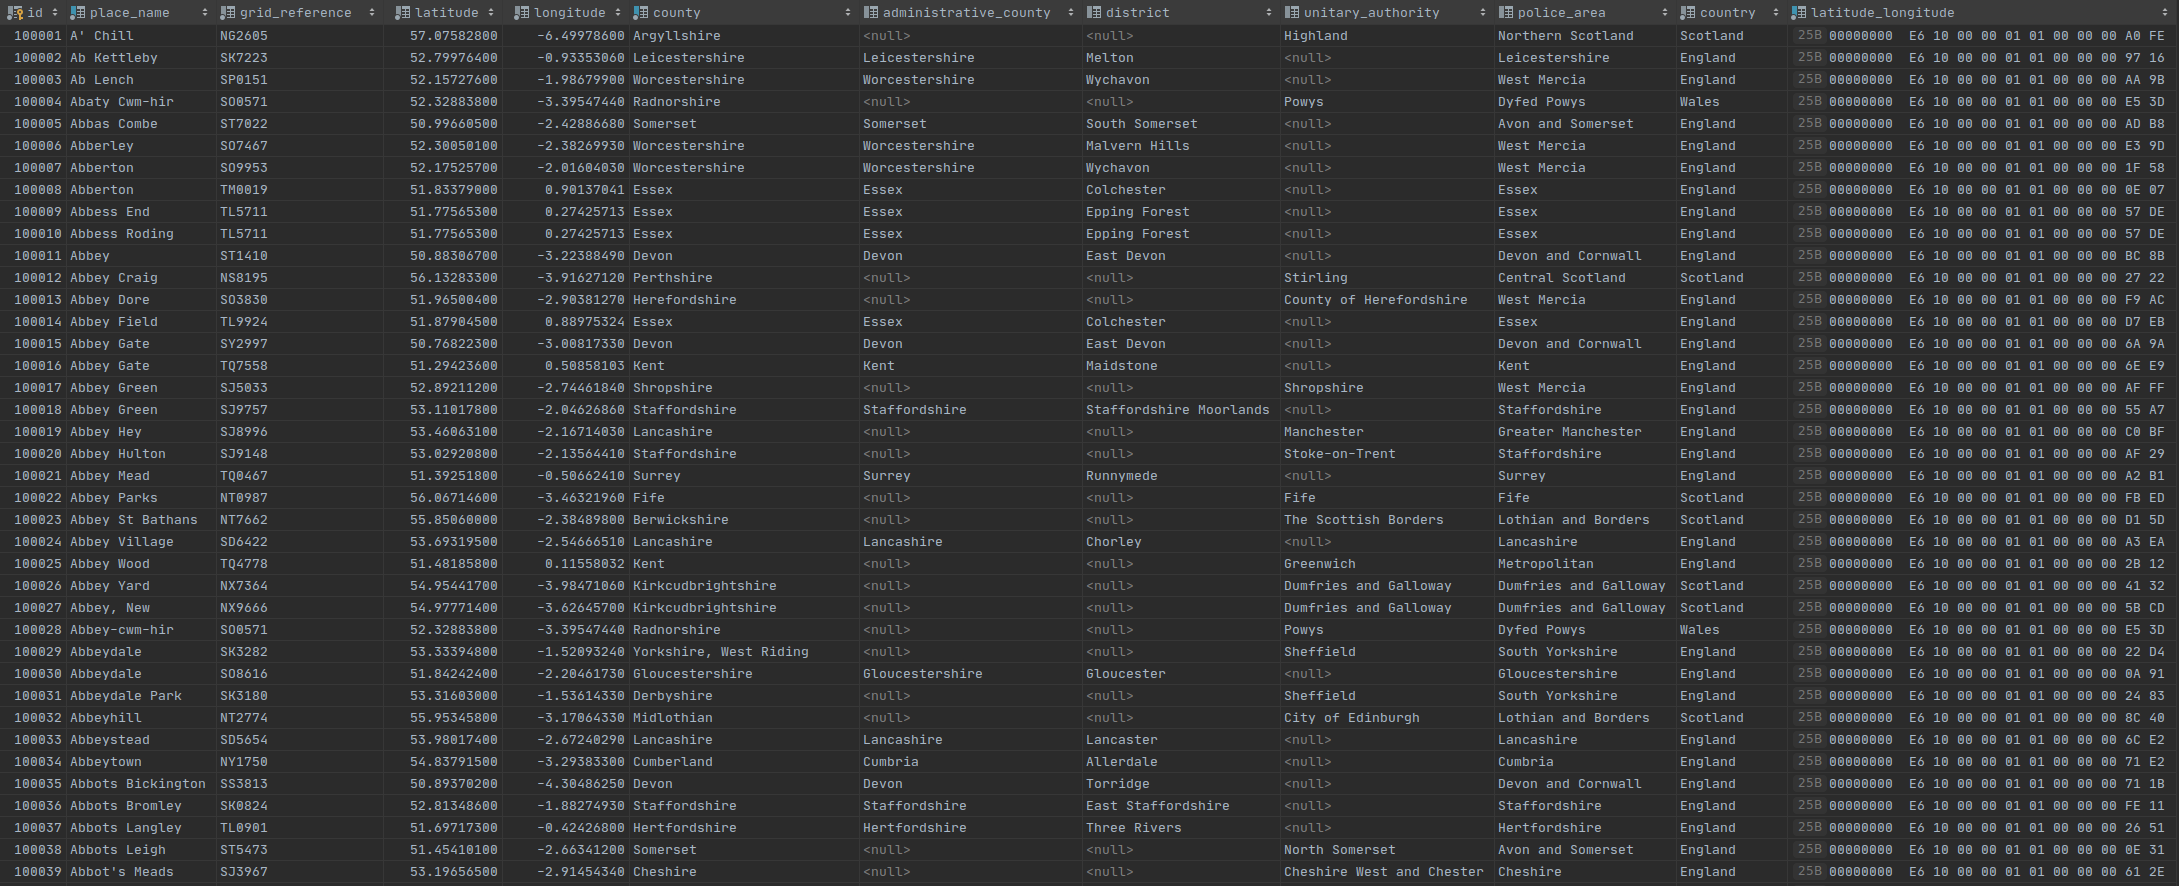 id place_name grid_reference latitude longitude county administrative_county district unitary_authority police_area country latitude_longitude
100001 A' Chill NG2605 57.07582800 -6.49978600 Argyllshire <null> <null> Highland Northern Scotland Scotland 25B 00000000 E6 10 00 00 01 01 00 00 00 A0 FE
100002 Ab Kettleby SK7223 52.79976400 -0.93353060 Leicestershire Leicestershire Melton <null> Leicestershire England 25B 00000000 E6 10 00 00 01 01 00 00 00 97 16
100003 Ab Lench SP0151 52.15727600 -1.98679900 Worcestershire Worcestershire Wychavon <null> West Mercia England 25B 00000000 E6 10 00 00 01 01 00 00 00 AA 9B
100004 Abaty Cwm-hir SO0571 52.32883800 -3.39547440 Radnorshire <null> <null> Powys Dyfed Powys Wales 25B 00000000 E6 10 00 00 01 01 00 00 00 E5 3D
100005 Abbas Combe ST7022 50.99660500 -2.42886680 Somerset Somerset South Somerset <null> Avon and Somerset England 25B 00000000 E6 10 00 00 01 01 00 00 00 AD B8
100006 Abberley SO7467 52.30050100 -2.38269930 Worcestershire Worcestershire Malvern Hills <null> West Mercia England 25B 00000000 E6 10 00 00 01 01 00 00 00 E3 9D
100007 Abberton SO9953 52.17525700 -2.01604030 Worcestershire Worcestershire Wychavon <null> West Mercia England 25B 00000000 E6 10 00 00 01 01 00 00 00 1F 58
100008 Abberton TM0019 51.83379000 0.90137041 Essex Essex Colchester <null> Essex England 25B 00000000 E6 10 00 00 01 01 00 00 00 0E 07
100009 Abbess End TL5711 51.77565300 0.27425713 Essex Essex Epping Forest <null> Essex England 25B 00000000 E6 10 00 00 01 01 00 00 00 57 DE
100010 Abbess Roding TL5711 51.77565300 0.27425713 Essex Essex Epping Forest <null> Essex England 25B 00000000 E6 10 00 00 01 01 00 00 00 57 DE
100011 Abbey ST1410 50.88306700 -3.22388490 Devon Devon East Devon <null> Devon and Cornwall England 25B 00000000 E6 10 00 00 01 01 00 00 00 BC 8B
100012 Abbey Craig NS8195 56.13283300 -3.91627120 Perthshire <null> <null> Stirling Central Scotland Scotland 25B 00000000 E6 10 00 00 01 01 00 00 00 27 22
100013 Abbey Dore SO3830 51.96500400 -2.90381270 Herefordshire <null> <null> County of Herefordshire West Mercia England 25B 00000000 E6 10 00 00 01 01 00 00 00 F9 AC
100014 Abbey Field TL9924 51.87904500 0.88975324 Essex Essex Colchester <null> Essex England 25B 00000000 E6 10 00 00 01 01 00 00 00 D7 EB
100015 Abbey Gate SY2997 50.76822300 -3.00817330 Devon Devon East Devon <null> Devon and Cornwall England 25B 00000000 E6 10 00 00 01 01 00 00 00 6A 9A
100016 Abbey Gate TQ7558 51.29423600 0.50858103 Kent Kent Maidstone <null> Kent England 25B 00000000 E6 10 00 00 01 01 00 00 00 6E E9
100017 Abbey Green SJ5033 52.89211200 -2.74461840 Shropshire <null> <null> Shropshire West Mercia England 25B 00000000 E6 10 00 00 01 01 00 00 00 AF FF
100018 Abbey Green SJ9757 53.11017800 -2.04626860 Staffordshire Staffordshire Staffordshire Moorlands <null> Staffordshire England 25B 00000000 E6 10 00 00 01 01 00 00 00 55 A7
100019 Abbey Hey SJ8996 53.46063100 -2.16714030 Lancashire <null> <null> Manchester Greater Manchester England 25B 00000000 E6 10 00 00 01 01 00 00 00 C0 BF
100020 Abbey Hulton SJ9148 53.02920800 -2.13564410 Staffordshire <null> <null> Stoke-on-Trent Staffordshire England 25B 00000000 E6 10 00 00 01 01 00 00 00 AF 29
100021 Abbey Mead TQ0467 51.39251800 -0.50662410 Surrey Surrey Runnymede <null> Surrey England 25B 00000000 E6 10 00 00 01 01 00 00 00 A2 B1
100022 Abbey Parks NT0987 56.06714600 -3.46321960 Fife <null> <null> Fife Fife Scotland 25B 00000000 E6 10 00 00 01 01 00 00 00 FB ED
100023 Abbey St Bathans NT7662 55.85060000 -2.38489800 Berwickshire <null> <null> The Scottish Borders Lothian and Borders Scotland 25B 00000000 E6 10 00 00 01 01 00 00 00 D1 5D
100024 Abbey Village SD6422 53.69319500 -2.54666510 Lancashire Lancashire Chorley <null> Lancashire England 25B 00000000 E6 10 00 00 01 01 00 00 00 A3 EA
100025 Abbey Wood TQ4778 51.48185800 0.11558032 Kent <null> <null> Greenwich Metropolitan England 25B 00000000 E6 10 00 00 01 01 00 00 00 2B 12
100026 Abbey Yard NX7364 54.95441700 -3.98471060 Kirkcudbrightshire <null> <null> Dumfries and Galloway Dumfries and Galloway Scotland 25B 00000000 E6 10 00 00 01 01 00 00 00 41 32
100027 Abbey, New NX9666 54.97771400 -3.62645700 Kirkcudbrightshire <null> <null> Dumfries and Galloway Dumfries and Galloway Scotland 25B 00000000 E6 10 00 00 01 01 00 00 00 5B CD
100028 Abbey-cwm-hir SO0571 52.32883800 -3.39547440 Radnorshire <null> <null> Powys Dyfed Powys Wales 25B 00000000 E6 10 00 00 01 01 00 00 00 E5 3D
100029 Abbeydale SK3282 53.33394800 -1.52093240 Yorkshire, West Riding <null> <null> Sheffield South Yorkshire England 25B 00000000 E6 10 00 00 01 01 00 00 00 22 D4
100030 Abbeydale SO8616 51.84242400 -2.20461730 Gloucestershire Gloucestershire Gloucester <null> Gloucestershire England 25B 00000000 E6 10 00 00 01 01 00 00 00 0A 91
100031 Abbeydale Park SK3180 53.31603000 -1.53614330 Derbyshire <null> <null> Sheffield South Yorkshire England 25B 00000000 E6 10 00 00 01 01 00 00 00 24 83
100032 Abbeyhill NT2774 55.95345800 -3.17064330 Midlothian <null> <null> City of Edinburgh Lothian and Borders Scotland 25B 00000000 E6 10 00 00 01 01 00 00 00 8C 40
100033 Abbeystead SD5654 53.98017400 -2.67240290 Lancashire Lancashire Lancaster <null> Lancashire England 25B 00000000 E6 10 00 00 01 01 00 00 00 6C E2
100034 Abbeytown NY1750 54.83791500 -3.29383300 Cumberland Cumbria Allerdale <null> Cumbria England 25B 00000000 E6 10 00 00 01 01 00 00 00 71 E2
100035 Abbots Bickington SS3813 50.89370200 -4.30486250 Devon Devon Torridge <null> Devon and Cornwall England 25B 00000000 E6 10 00 00 01 01 00 00 00 71 1B
100036 Abbots Bromley SK0824 52.81348600 -1.88274930 Staffordshire Staffordshire East Staffordshire <null> Staffordshire England 25B 00000000 E6 10 00 00 01 01 00 00 00 FE 11
100037 Abbots Langley TL0901 51.69717300 -0.42426800 Hertfordshire Hertfordshire Three Rivers <null> Hertfordshire England 25B 00000000 E6 10 00 00 01 01 00 00 00 26 51
100038 Abbots Leigh ST5473 51.45410100 -2.66341200 Somerset <null> <null> North Somerset Avon and Somerset England 25B 00000000 E6 10 00 00 01 01 00 00 00 0E 31
100039 Abbot's Meads SJ3967 53.19656500 -2.91454340 Cheshire <null> <null> Cheshire West and Chester Cheshire England 25B 00000000 E6 10 00 00 01 01 00 00 00 61 2E